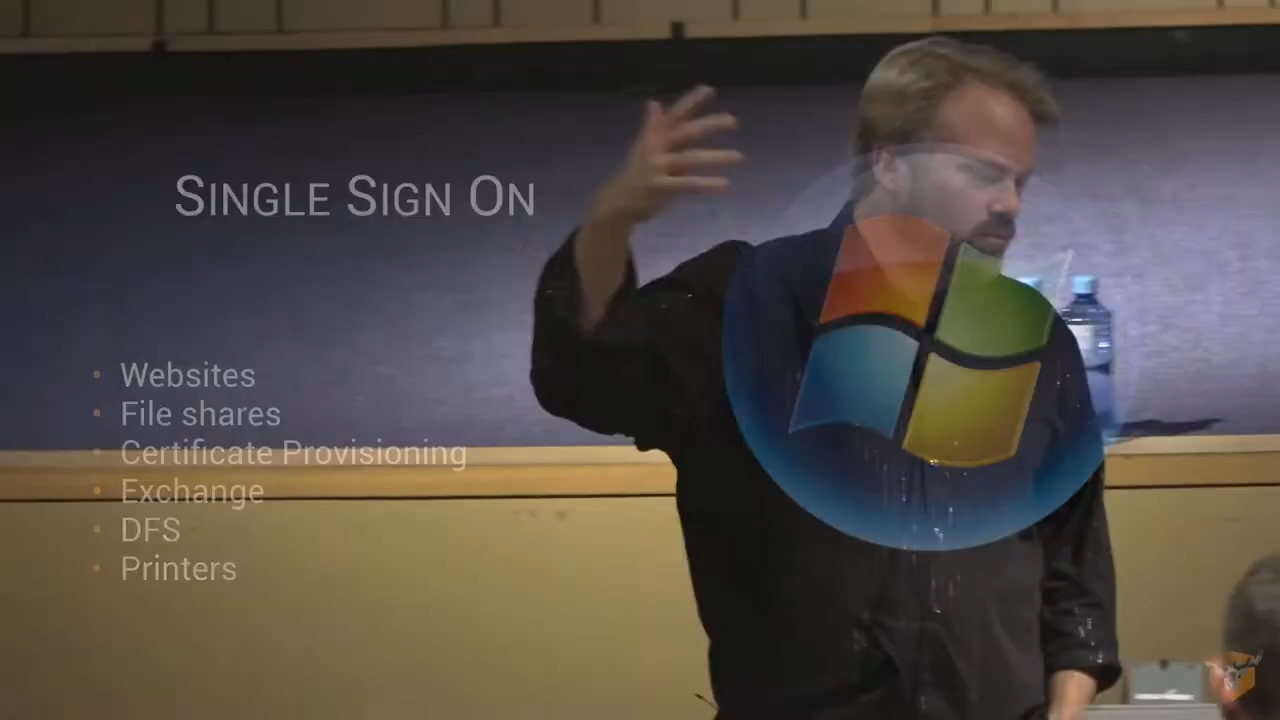 Single Sign On
• Websites
• File shares
• Certificate Provisioning
• Exchange
• DFS
• Printers